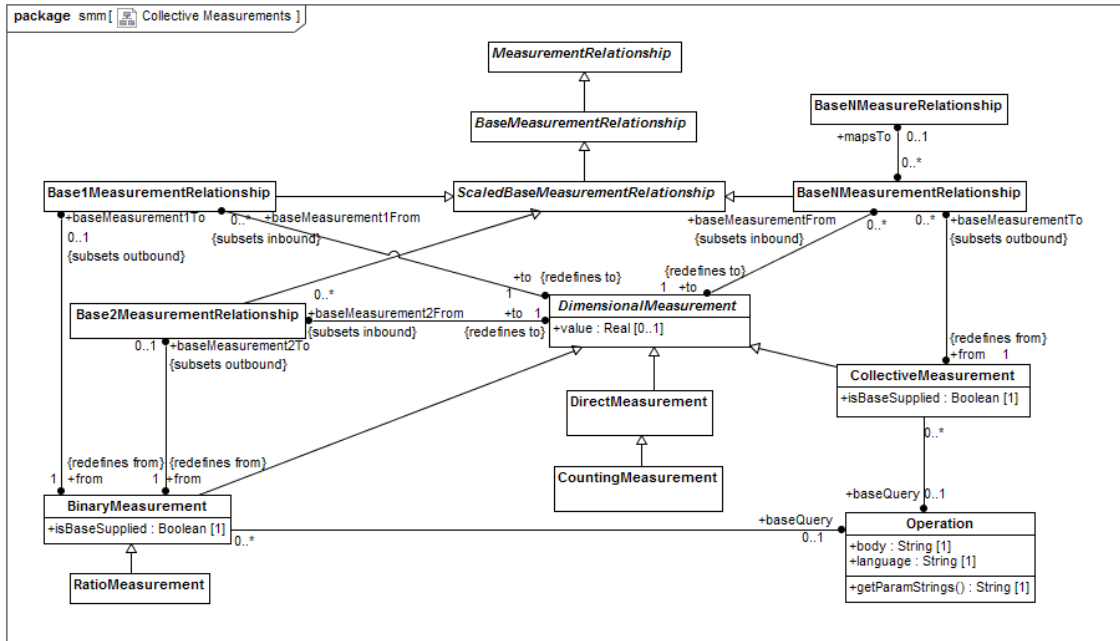 package smm[ Collective Measurements ]
MeasurementRelationship
BaseMeasurementRelationship
BaseNMeasureRelationship
+mapsTo 0..1
0..*
Base1MeasurementRelationship
ScaledBaseMeasurementRelationship
BaseNMeasurementRelationship
+baseMeasurement1To
0..1
{subsets outbound}
0..* +baseMeasurement1From
{subsets inbound}
+baseMeasurementFrom
0..*
{subsets inbound}
0..* +baseMeasurementTo
{subsets outbound}
+to {redefines to}
1
{redefines to}
1 +to
Base2MeasurementRelationship
0..*
+baseMeasurement2From
{subsets inbound}
+to 1
{redefines to}
DimensionalMeasurement
+value : Real [0..1]
0..1 +baseMeasurement2To
{subsets outbound}
{redefines from}
+from 1
CollectiveMeasurement
+isBaseSupplied : Boolean [1]
DirectMeasurement
CountingMeasurement
0..*
+baseQuery 0..1
{redefines from}
1 +from
{redefines from}
1 +from
BinaryMeasurement
+isBaseSupplied : Boolean [1]
0..*
+baseQuery
0..1
Operation
+body : String [1]
+language : String [1]
+getParamStrings() : String [1]
RatioMeasurement